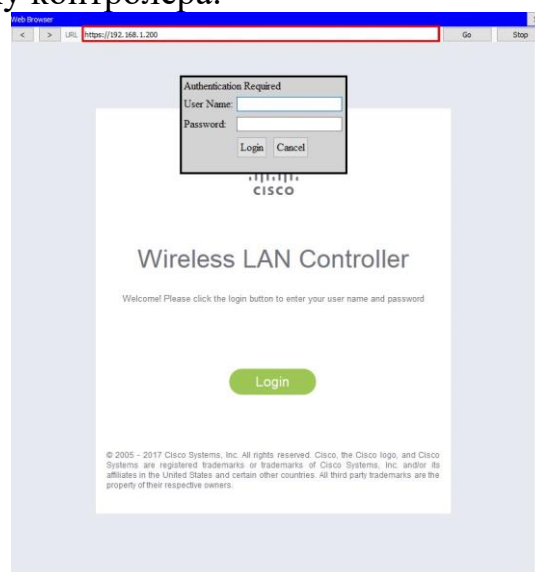 контролера.
Web Browser
< > URL https://192.168.1.200 Go Stop
Authentication Required
User Name:
Password:
Login Cancel
CISCO
Wireless LAN Controller
Welcome! Please click the login button to enter your user name and password
Login
© 2005 - 2017 Cisco Systems, Inc. All rights reserved. Cisco, the Cisco logo, and Cisco
Systems are registered trademarks or trademarks of Cisco Systems, Inc. and/or its
affiliates in the United States and certain other countries. All third party trademarks are the
property of their respective owners.